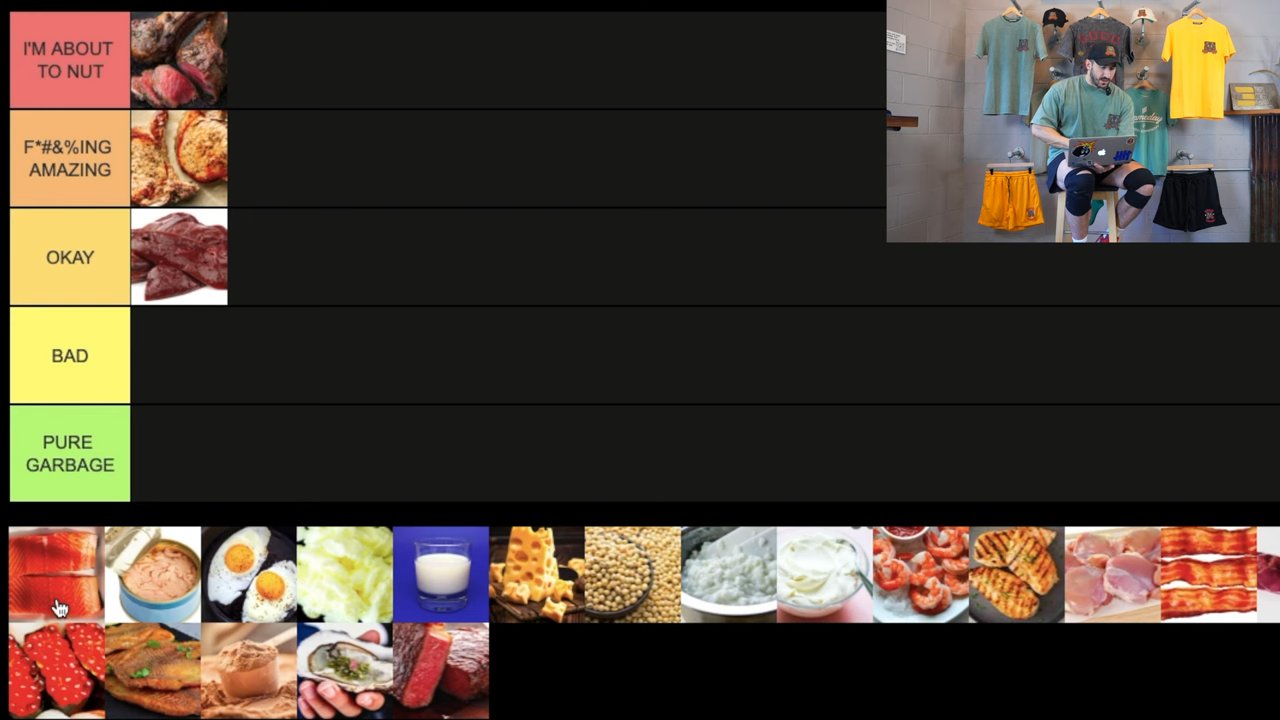 I'M ABOUT
TO NUT
F*#&%ING
AMAZING
OKAY
BAD
PURE
GARBAGE